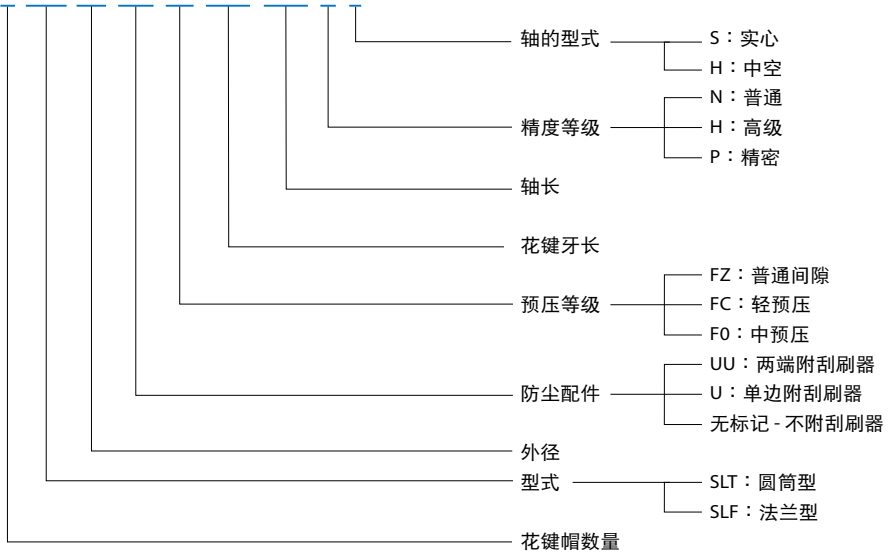 轴的型式
S：实心
H：中空
精度等级
N：普通
H：高级
P：精密
轴长
花键牙长
预压等级
FZ：普通间隙
FC：轻预压
F0：中预压
防尘配件
UU：两端附刮刷器
U：单边附刮刷器
无标记 - 不附刮刷器
外径
型式
SLT：圆筒型
SLF：法兰型
花键帽数量